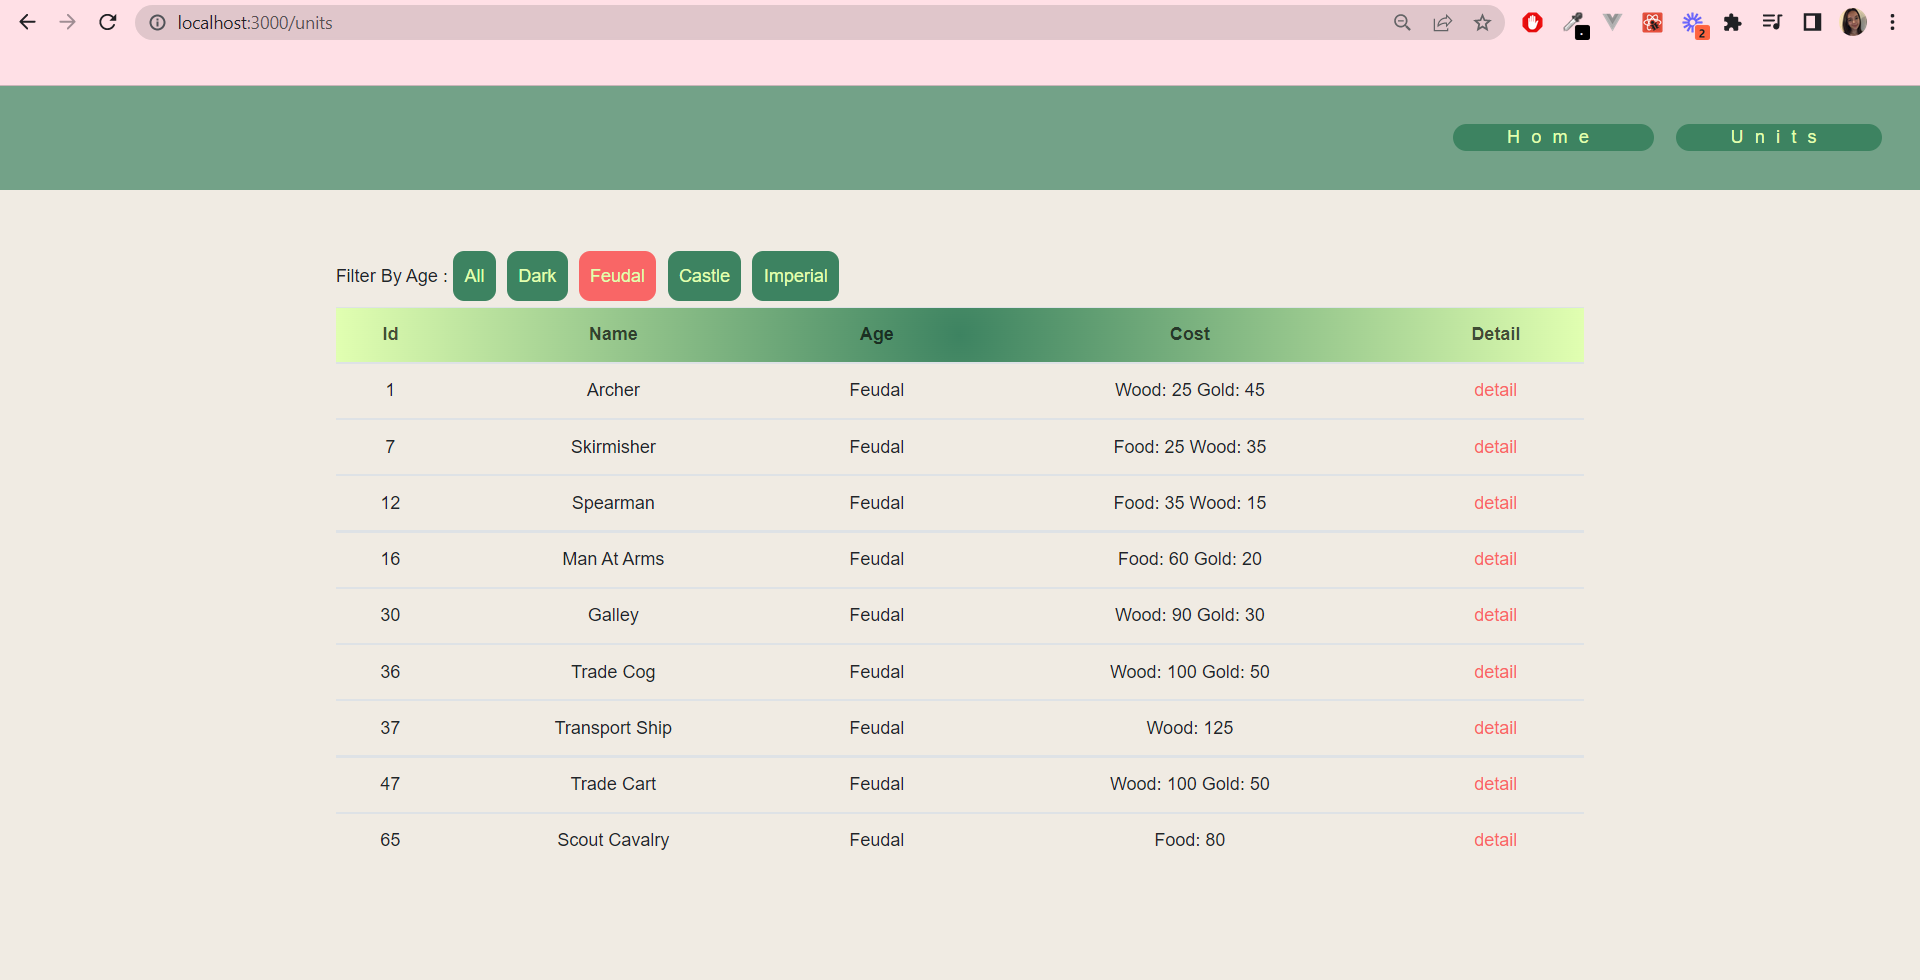 localhost:3000/units
2
Home Units
Filter By Age : All Dark Feudal Castle Imperial
Id Name Age Cost Detail
1 Archer Feudal Wood: 25 Gold: 45 detail
7 Skirmisher Feudal Food: 25 Wood: 35 detail
12 Spearman Feudal Food: 35 Wood: 15 detail
16 Man At Arms Feudal Food: 60 Gold: 20 detail
30 Galley Feudal Wood: 90 Gold: 30 detail
36 Trade Cog Feudal Wood: 100 Gold: 50 detail
37 Transport Ship Feudal Wood: 125 detail
47 Trade Cart Feudal Wood: 100 Gold: 50 detail
65 Scout Cavalry Feudal Food: 80 detail